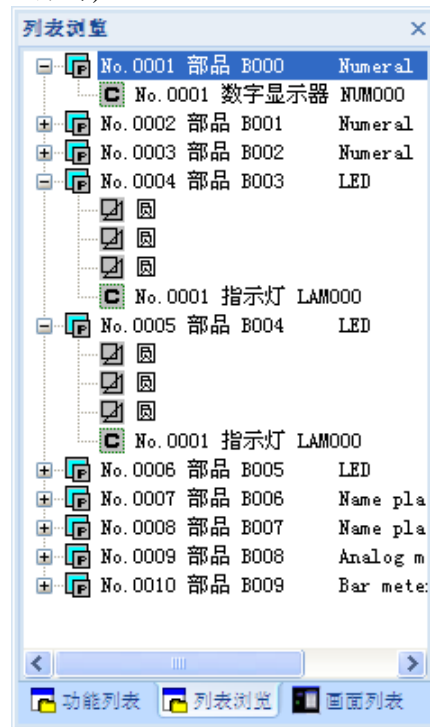 列表浏览
No.0001 部品 B000 Numeral
C No.0001 数字显示器 NUM000
No.0002 部品 B001 Numeral
No.0003 部品 B002 Numeral
No.0004 部品 B003 LED
圆
圆
圆
C No.0001 指示灯 LAM000
No.0005 部品 B004 LED
圆
圆
圆
C No.0001 指示灯 LAM000
No.0006 部品 B005 LED
No.0007 部品 B006 Name pla
No.0008 部品 B007 Name pla
No.0009 部品 B008 Analog m
No.0010 部品 B009 Bar mete
功能列表 列表浏览 画面列表